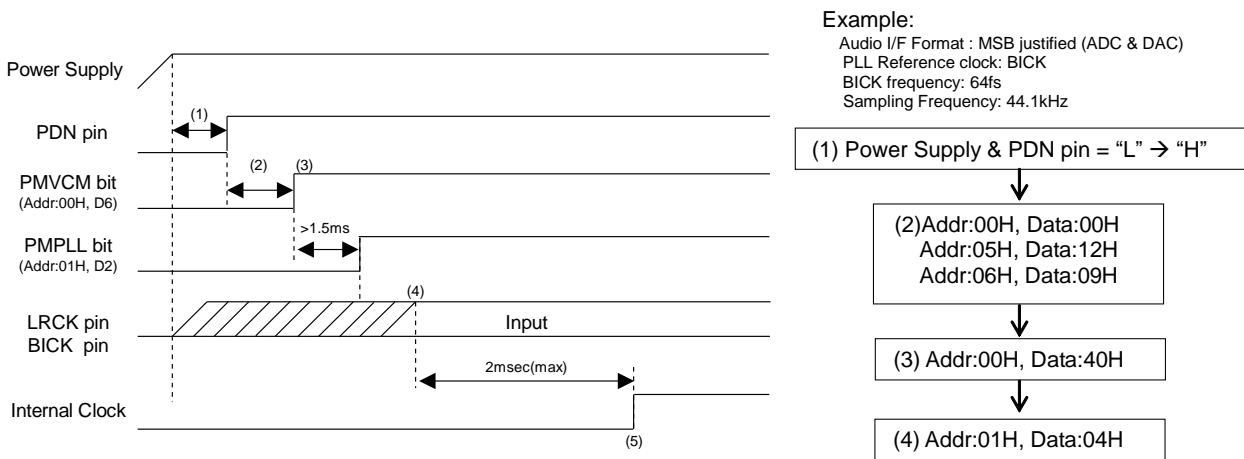 Power Supply
(1)
PDN pin
(2)
(3)
PMVCM bit
(Addr:00H, D6)
>1.5ms
PMPLL bit
(Addr:01H, D2)
(4)
LRCK pin
BICK pin
Input
2msec(max)
Internal Clock
(5)
Example:
Audio I/F Format : MSB justified (ADC & DAC)
PLL Reference clock: BICK
BICK frequency: 64fs
Sampling Frequency: 44.1kHz
(1) Power Supply & PDN pin = “L” → “H”
(2)Addr:00H, Data:00H
Addr:05H, Data:12H
Addr:06H, Data:09H
(3) Addr:00H, Data:40H
(4) Addr:01H, Data:04H